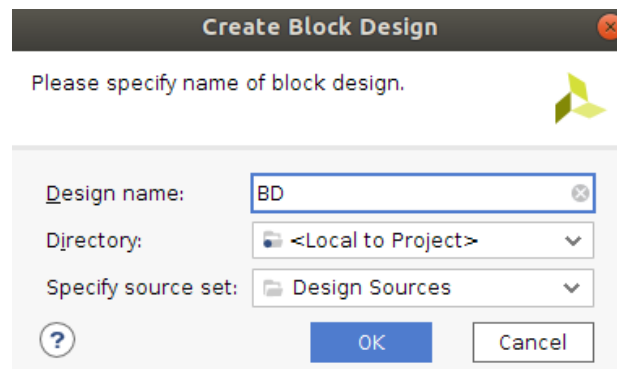 Create Block Design
Please specify name of block design.
Design name: BD
Directory: <Local to Project>
Specify source set: Design Sources
? OK Cancel